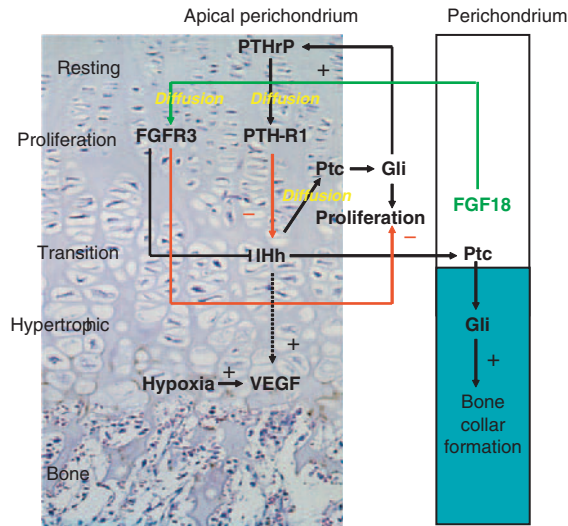 Apical perichondrium
Perichondrium
PTHrP
Resting
+
Diffusion
Diffusion
Proliferation
FGFR3
PTH-R1
Ptc
Gli
Diffusion
–
Proliferation
FGF18
–
Transition
IHh
Ptc
Hypertrophic
Gli
+
+
Hypoxia
+
VEGF
Bone
collar
formation
Bone